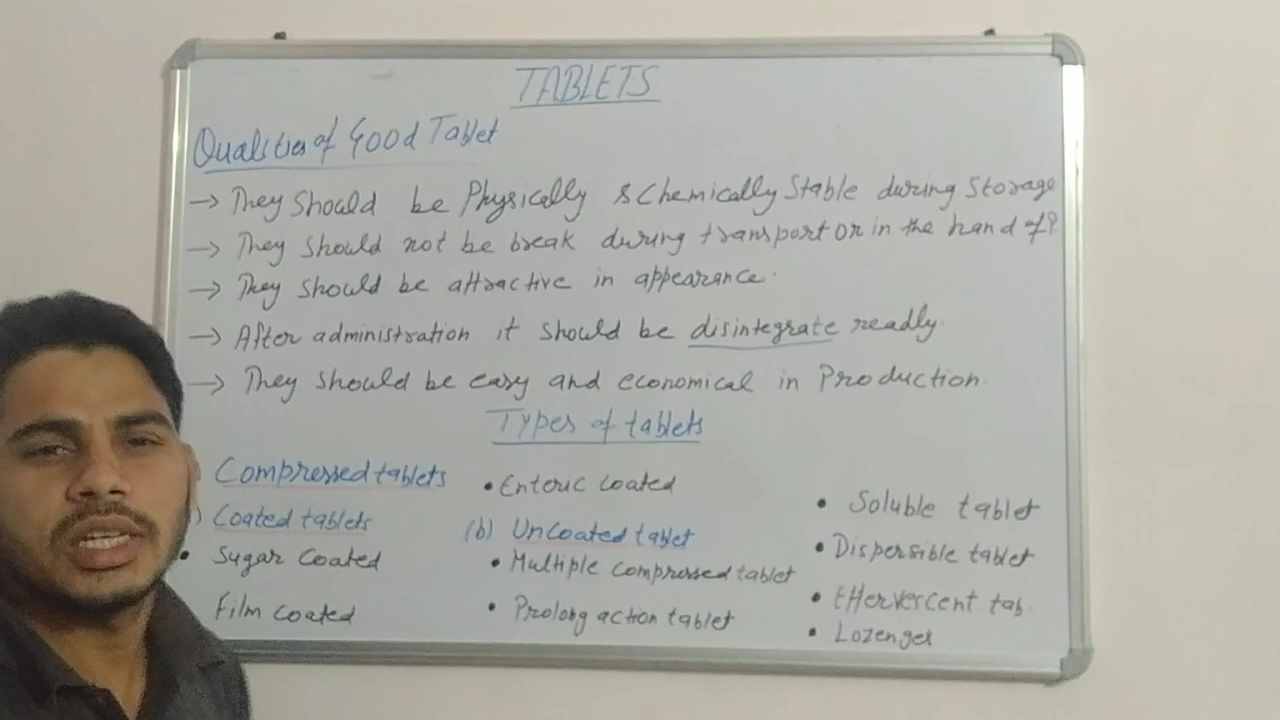 TABLETS
Qualities of Good Tablet
→ They should be Physically & Chemically Stable during Storage
→ They should not be break during transport or in the hand of P
→ They should be attractive in appearance.
→ After administration it should be disintegrate readly.
→ They should be easy and economical in Production.
Types of tablets
Compressed tablets
) Coated tablets
• Sugar coated
Film coated
• Enteric coated
(b) Uncoated tablet
• Multiple compressed tablet
• Prolong action tablet
• Soluble tablet
• Dispersible tablet
• Effervescent tab.
• Lozenges